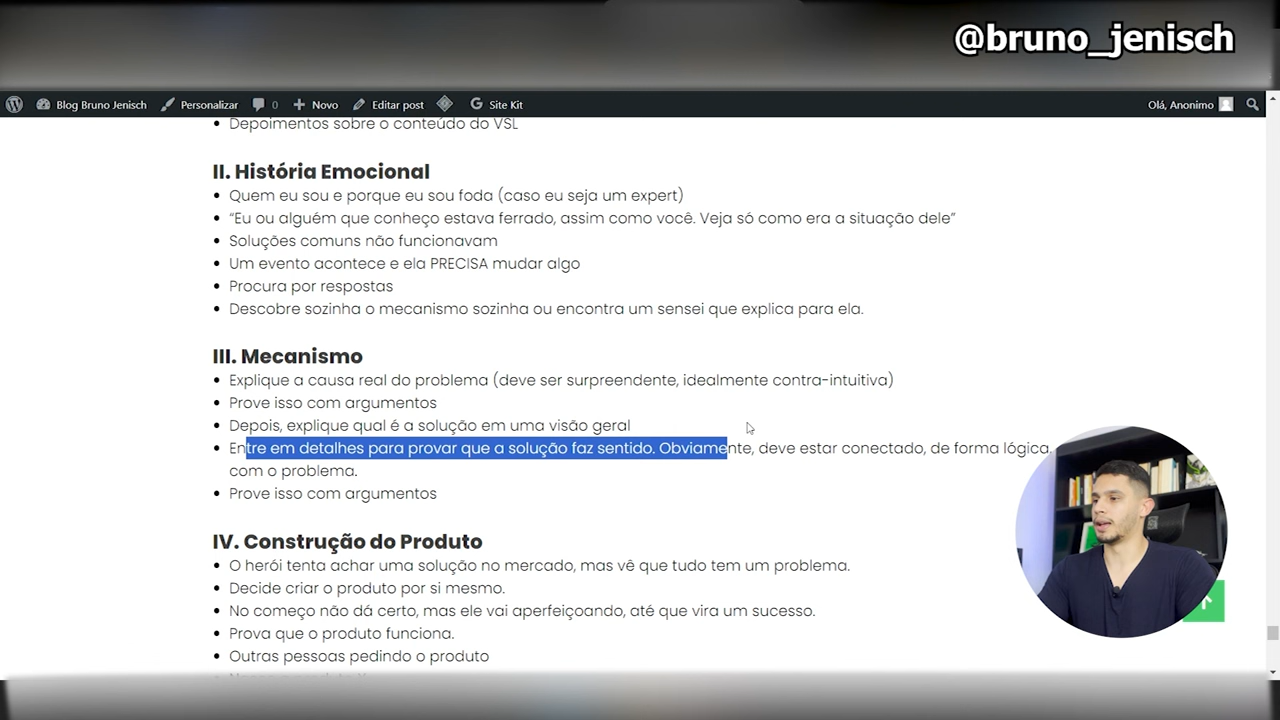 @bruno_jenisch
Blog Bruno Jenisch Personalizar 0 Novo Editar post Site Kit Olá, Anonimo
Depoimentos sobre o conteúdo do VSL
II. História Emocional
Quem eu sou e porque eu sou foda (caso eu seja um expert)
“Eu ou alguém que conheço estava ferrado, assim como você. Veja só como era a situação dele”
Soluções comuns não funcionavam
Um evento acontece e ela PRECISA mudar algo
Procura por respostas
Descobre sozinha o mecanismo sozinha ou encontra um sensei que explica para ela.
III. Mecanismo
Explique a causa real do problema (deve ser surpreendente, idealmente contra-intuitiva)
Prove isso com argumentos
Depois, explique qual é a solução em uma visão geral
Entre em detalhes para provar que a solução faz sentido. Obviamente, deve estar conectado, de forma lógica,
com o problema.
Prove isso com argumentos
IV. Construção do Produto
O herói tenta achar uma solução no mercado, mas vê que tudo tem um problema.
Decide criar o produto por si mesmo.
No começo não dá certo, mas ele vai aperfeiçoando, até que vira um sucesso.
Prova que o produto funciona.
Outras pessoas pedindo o produto